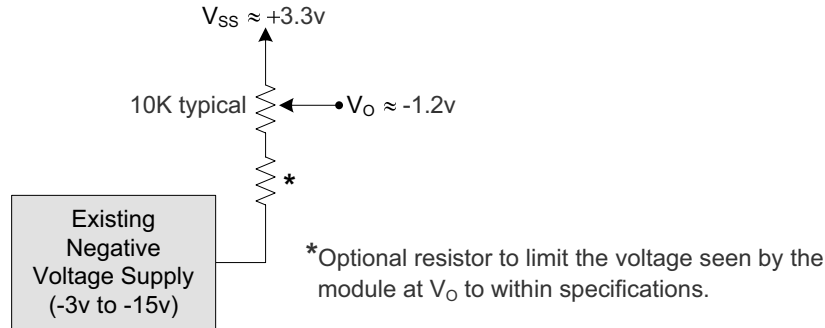 V_SS ≈ +3.3v
10K typical
V_O ≈ -1.2v
*
Existing
Negative
Voltage Supply
(-3v to -15v)
*Optional resistor to limit the voltage seen by the
module at V_O to within specifications.